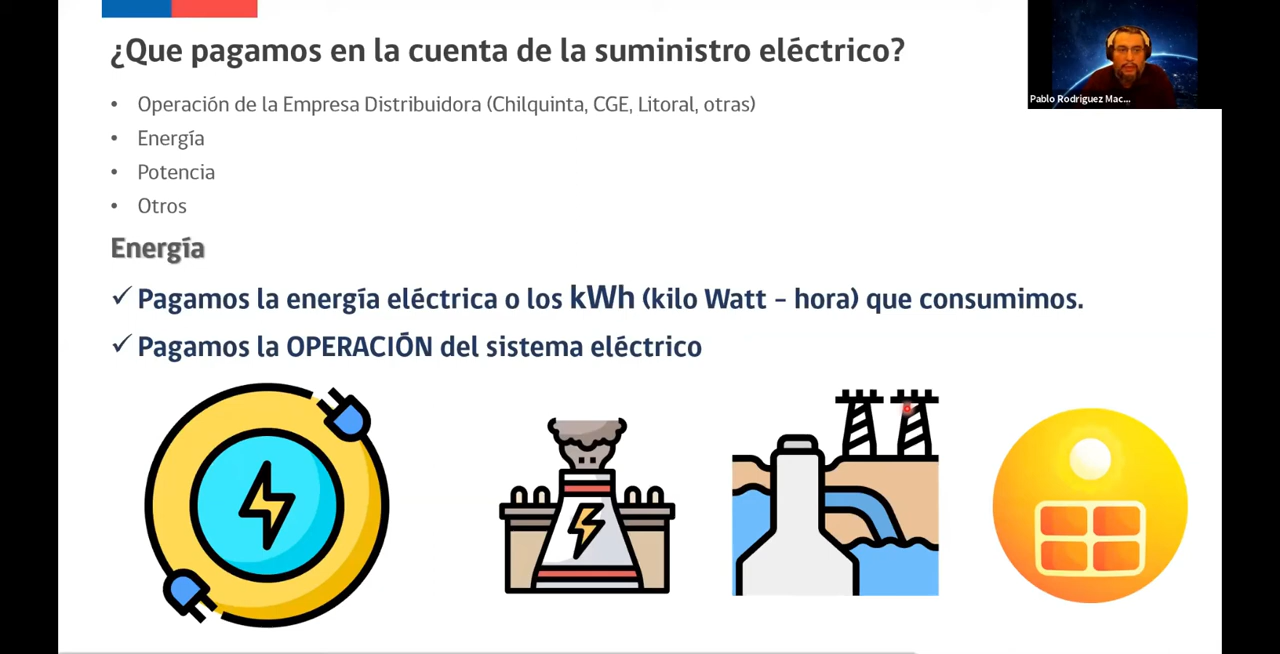 ¿Que pagamos en la cuenta de la suministro eléctrico?
• Operación de la Empresa Distribuidora (Chilquinta, CGE, Litoral, otras)
• Energía
• Potencia
• Otros
Energía
✓ Pagamos la energía eléctrica o los kWh (kilo Watt – hora) que consumimos.
✓ Pagamos la OPERACIÓN del sistema eléctrico
Pablo Rodriguez Mac...